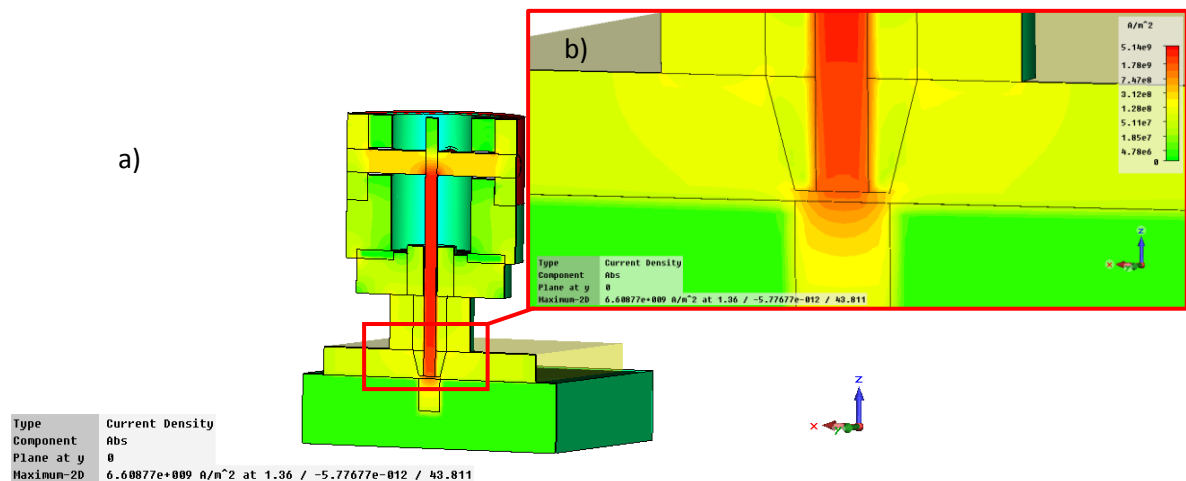 a)
b)
A/m^2
5.14e9
1.78e9
7.47e8
3.12e8
1.28e8
5.11e7
1.85e7
4.78e6
0
Type Current Density
Component Abs
Plane at y 0
Maximum-2D 6.60877e+009 A/m^2 at 1.36 / -5.77677e-012 / 43.811
z
x
y
Type Current Density
Component Abs
Plane at y 0
Maximum-2D 6.60877e+009 A/m^2 at 1.36 / -5.77677e-012 / 43.811
z
x
y